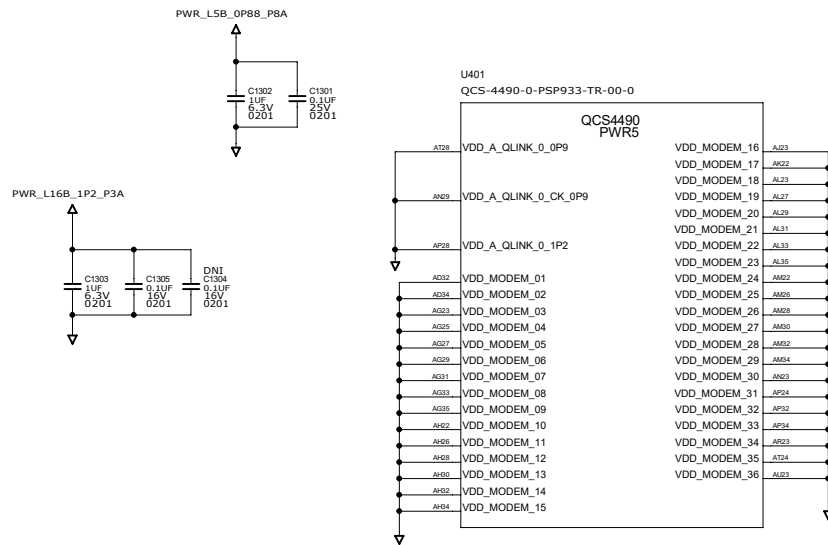 PWR_L5B_0P88_P8A
C1302
1UF
6.3V
0201
C1301
0.1UF
25V
0201
PWR_L16B_1P2_P3A
C1303
1UF
6.3V
0201
C1305
0.1UF
16V
0201
DNI
C1304
0.1UF
16V
0201
U401
QCS-4490-0-PSP933-TR-00-0
QCS4490
PWR5
AT28 VDD_A_QLINK_0_0P9
AN29 VDD_A_QLINK_0_CK_0P9
AP28 VDD_A_QLINK_0_1P2
AD32 VDD_MODEM_01
AD34 VDD_MODEM_02
AG23 VDD_MODEM_03
AG25 VDD_MODEM_04
AG27 VDD_MODEM_05
AG29 VDD_MODEM_06
AG31 VDD_MODEM_07
AG33 VDD_MODEM_08
AG35 VDD_MODEM_09
AH22 VDD_MODEM_10
AH26 VDD_MODEM_11
AH28 VDD_MODEM_12
AH30 VDD_MODEM_13
AH32 VDD_MODEM_14
AH34 VDD_MODEM_15
VDD_MODEM_16 AJ23
VDD_MODEM_17 AK22
VDD_MODEM_18 AL23
VDD_MODEM_19 AL27
VDD_MODEM_20 AL29
VDD_MODEM_21 AL31
VDD_MODEM_22 AL33
VDD_MODEM_23 AL35
VDD_MODEM_24 AM22
VDD_MODEM_25 AM26
VDD_MODEM_26 AM28
VDD_MODEM_27 AM30
VDD_MODEM_28 AM32
VDD_MODEM_29 AM34
VDD_MODEM_30 AN23
VDD_MODEM_31 AP24
VDD_MODEM_32 AP32
VDD_MODEM_33 AP34
VDD_MODEM_34 AR23
VDD_MODEM_35 AT24
VDD_MODEM_36 AU23